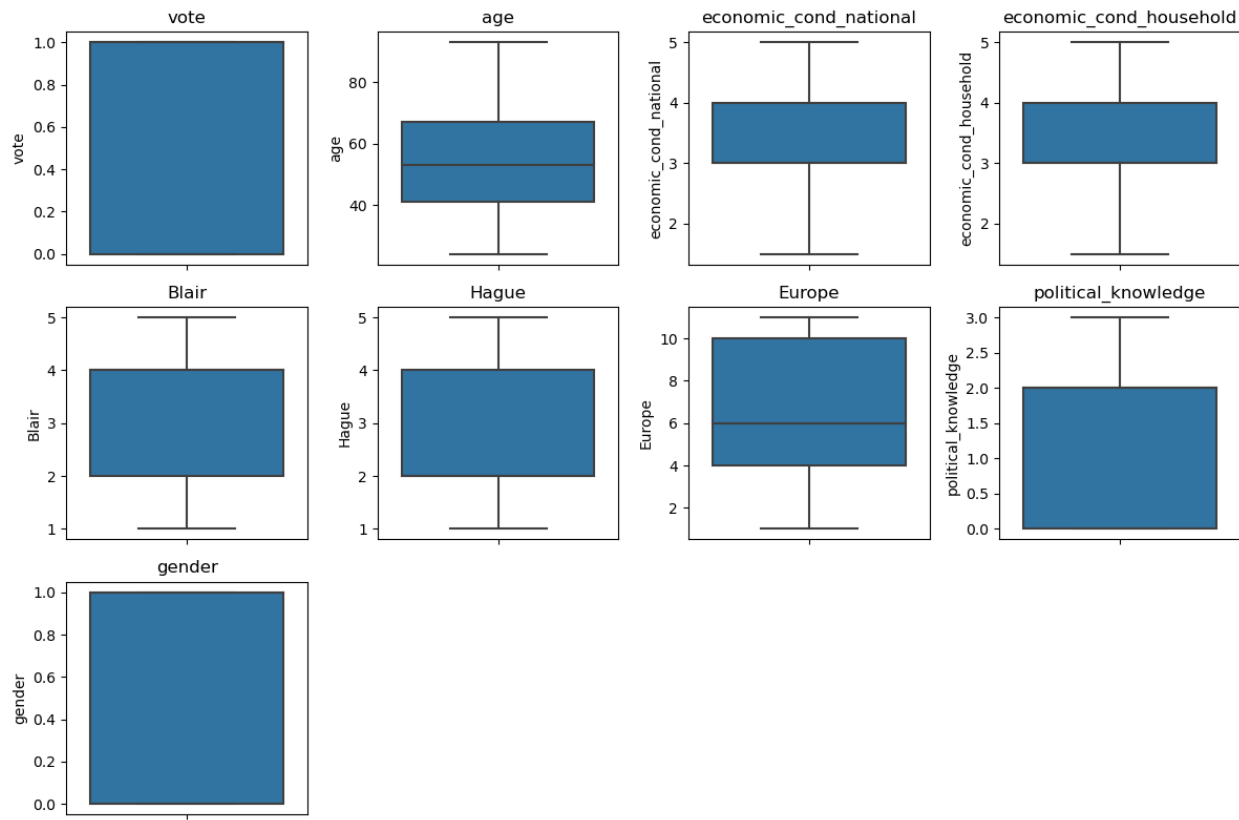 vote
age
economic_cond_national
economic_cond_household
1.0
0.8
0.6
0.4
0.2
0.0
vote
80
60
40
age
5
4
3
2
economic_cond_national
5
4
3
2
economic_cond_household
Blair
Hague
Europe
political_knowledge
5
4
3
2
1
Blair
5
4
3
2
1
Hague
10
8
6
4
2
Europe
3.0
2.5
2.0
1.5
1.0
0.5
0.0
political_knowledge
gender
1.0
0.8
0.6
0.4
0.2
0.0
gender